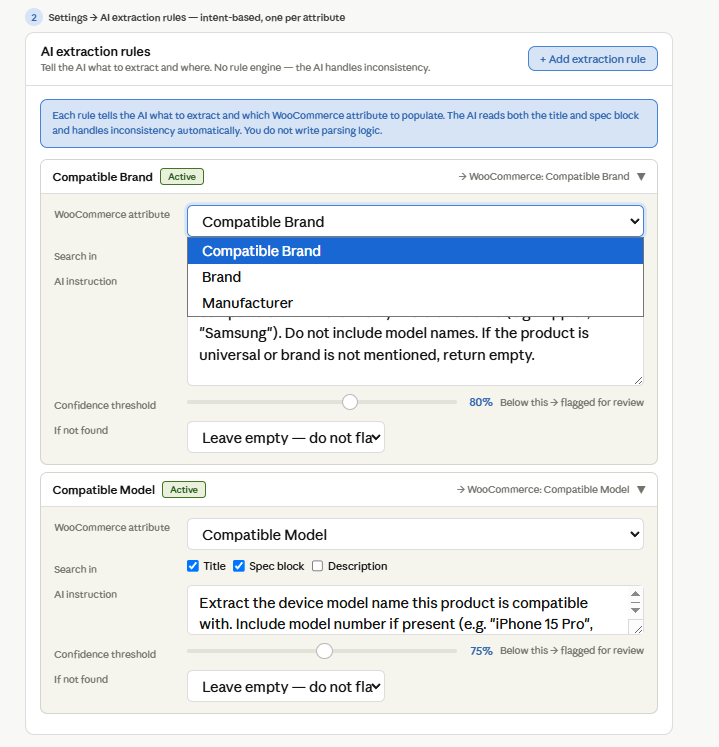 2 Settings → AI extraction rules — intent-based, one per attribute
AI extraction rules
Tell the AI what to extract and where. No rule engine — the AI handles inconsistency.
+ Add extraction rule
Each rule tells the AI what to extract and which WooCommerce attribute to populate. The AI reads both the title and spec block
and handles inconsistency automatically. You do not write parsing logic.
Compatible Brand Active → WooCommerce: Compatible Brand ▼
WooCommerce attribute Compatible Brand
Compatible Brand
Brand
Manufacturer
Search in
AI instruction
"Samsung"). Do not include model names. If the product is
universal or brand is not mentioned, return empty.
Confidence threshold 80% Below this → flagged for review
If not found Leave empty — do not fla
Compatible Model Active → WooCommerce: Compatible Model ▼
WooCommerce attribute Compatible Model
Search in Title Spec block Description
AI instruction Extract the device model name this product is compatible
with. Include model number if present (e.g. "iPhone 15 Pro",
Confidence threshold 75% Below this → flagged for review
If not found Leave empty — do not fla